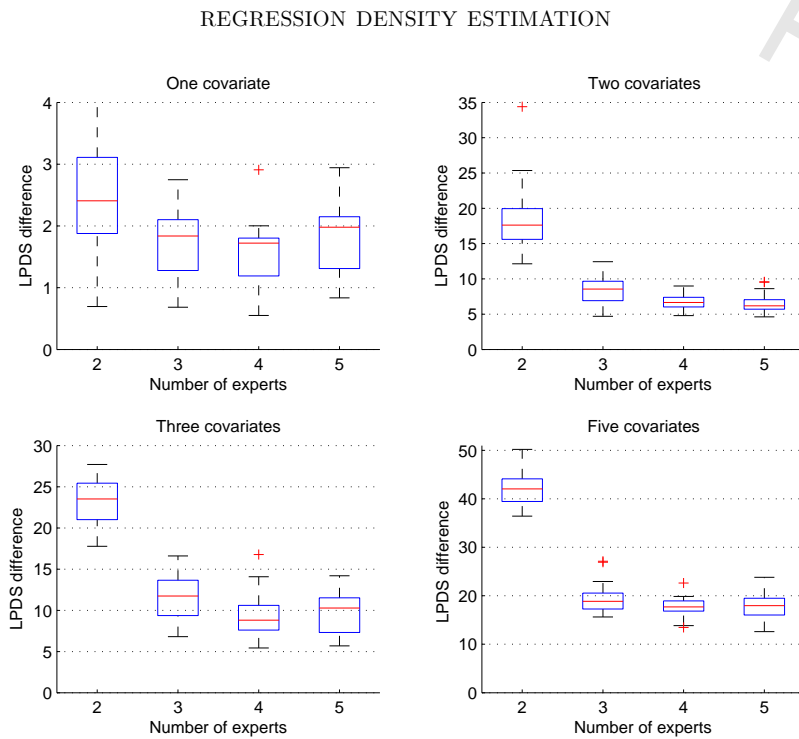 REGRESSION DENSITY ESTIMATION
One covariate
LPDS difference
4
3
2
1
0
2 3 4 5
Number of experts
Two covariates
LPDS difference
35
30
25
20
15
10
5
0
2 3 4 5
Number of experts
Three covariates
LPDS difference
30
25
20
15
10
5
0
2 3 4 5
Number of experts
Five covariates
LPDS difference
50
40
30
20
10
0
2 3 4 5
Number of experts